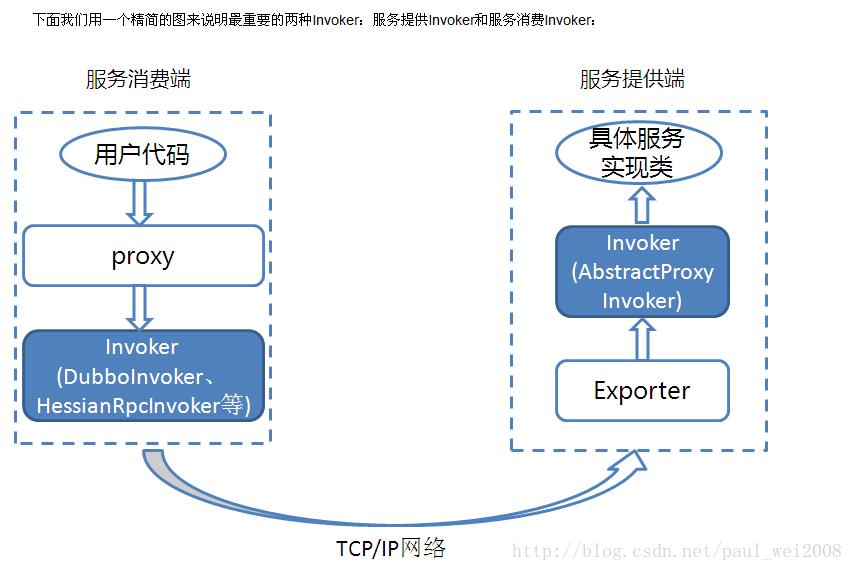 下面我们用一个精简的图来说明最重要的两种Invoker：服务提供Invoker和服务消费Invoker：
服务消费端
用户代码
proxy
Invoker
(DubboInvoker、
HessianRpcInvoker等)
服务提供端
具体服务
实现类
Invoker
(AbstractProxy
Invoker)
Exporter
TCP/IP网络
http://blog.csdn.net/paul_wei2008